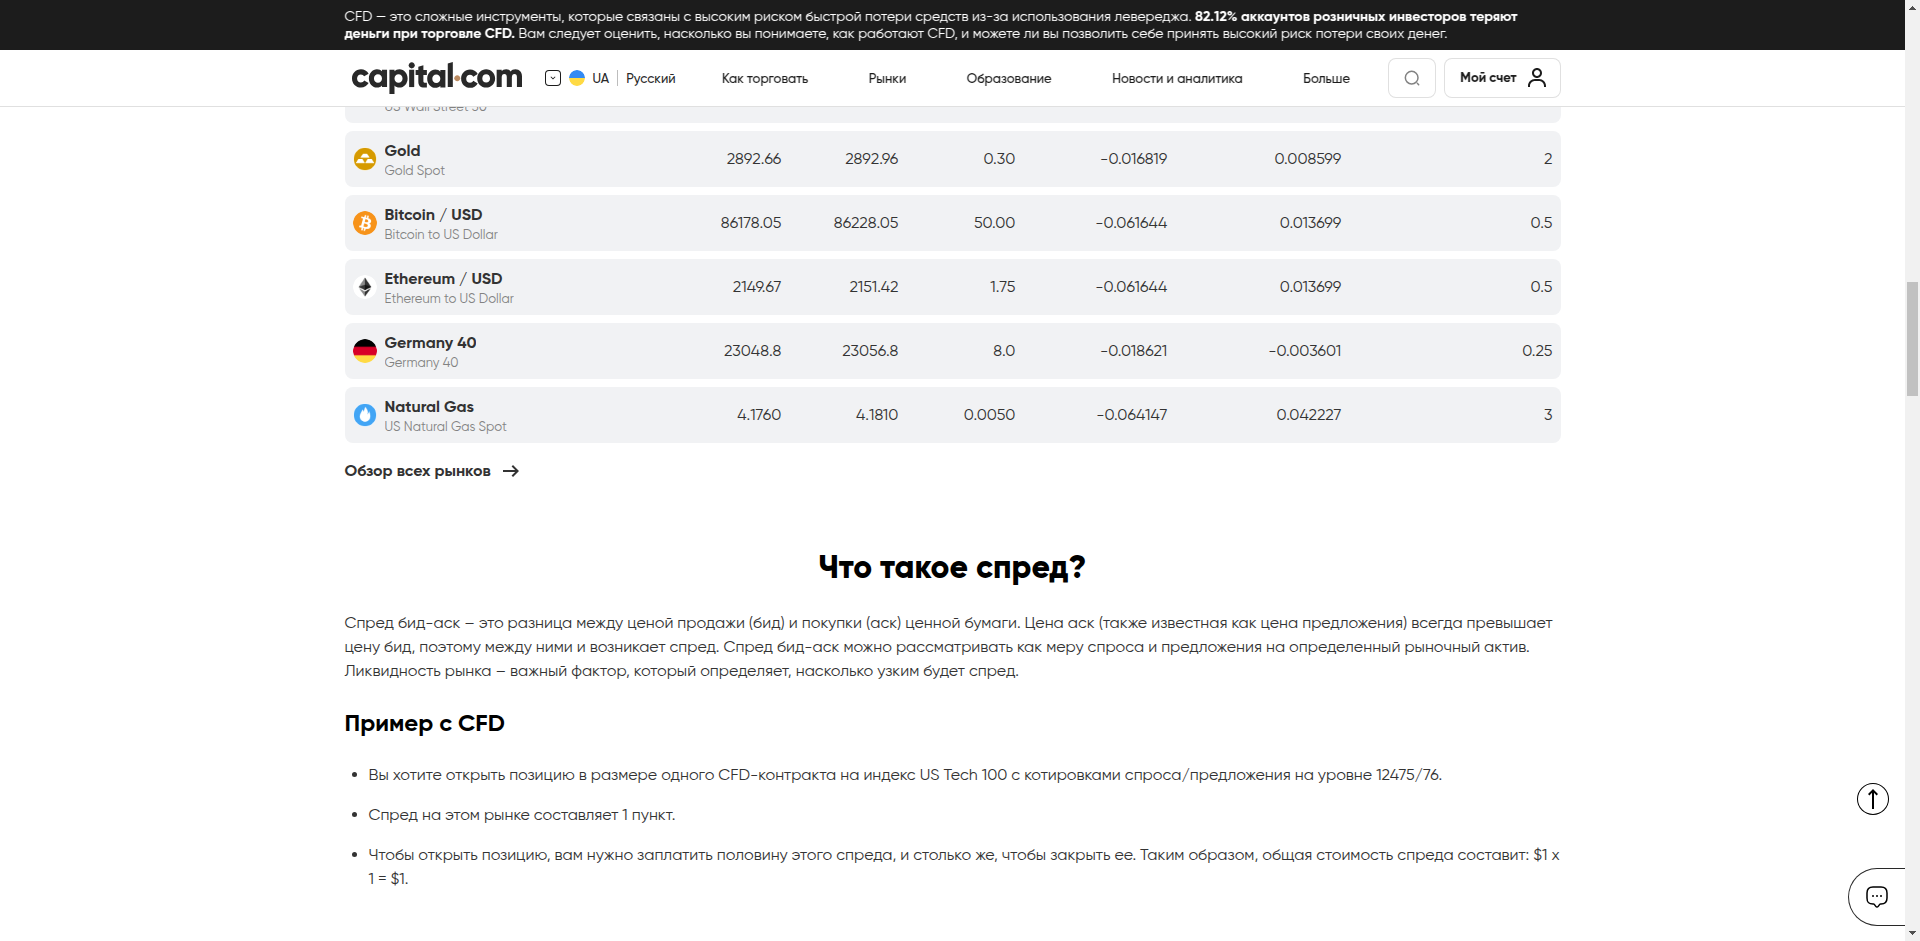 CFD — это сложные инструменты, которые связаны с высоким риском быстрой потери средств из-за использования левереджа. 82.12% аккаунтов розничных инвесторов теряют
деньги при торговле CFD. Вам следует оценить, насколько вы понимаете, как работают CFD, и можете ли вы позволить себе принять высокий риск потери своих денег.
capital.com UA Русский Как торговать Рынки Образование Новости и аналитика Больше Мой счет
US Wall Street 30
Gold
Gold Spot
2892.66 2892.96 0.30 -0.016819 0.008599 2
Bitcoin / USD
Bitcoin to US Dollar
86178.05 86228.05 50.00 -0.061644 0.013699 0.5
Ethereum / USD
Ethereum to US Dollar
2149.67 2151.42 1.75 -0.061644 0.013699 0.5
Germany 40
Germany 40
23048.8 23056.8 8.0 -0.018621 -0.003601 0.25
Natural Gas
US Natural Gas Spot
4.1760 4.1810 0.0050 -0.064147 0.042227 3
Обзор всех рынков
Что такое спред?
Спред бид-аск – это разница между ценой продажи (бид) и покупки (аск) ценной бумаги. Цена аск (также известная как цена предложения) всегда превышает
цену бид, поэтому между ними и возникает спред. Спред бид-аск можно рассматривать как меру спроса и предложения на определенный рыночный актив.
Ликвидность рынка – важный фактор, который определяет, насколько узким будет спред.
Пример с CFD
• Вы хотите открыть позицию в размере одного CFD-контракта на индекс US Tech 100 с котировками спроса/предложения на уровне 12475/76.
• Спред на этом рынке составляет 1 пункт.
• Чтобы открыть позицию, вам нужно заплатить половину этого спреда, и столько же, чтобы закрыть ее. Таким образом, общая стоимость спреда составит: $1 x
1 = $1.